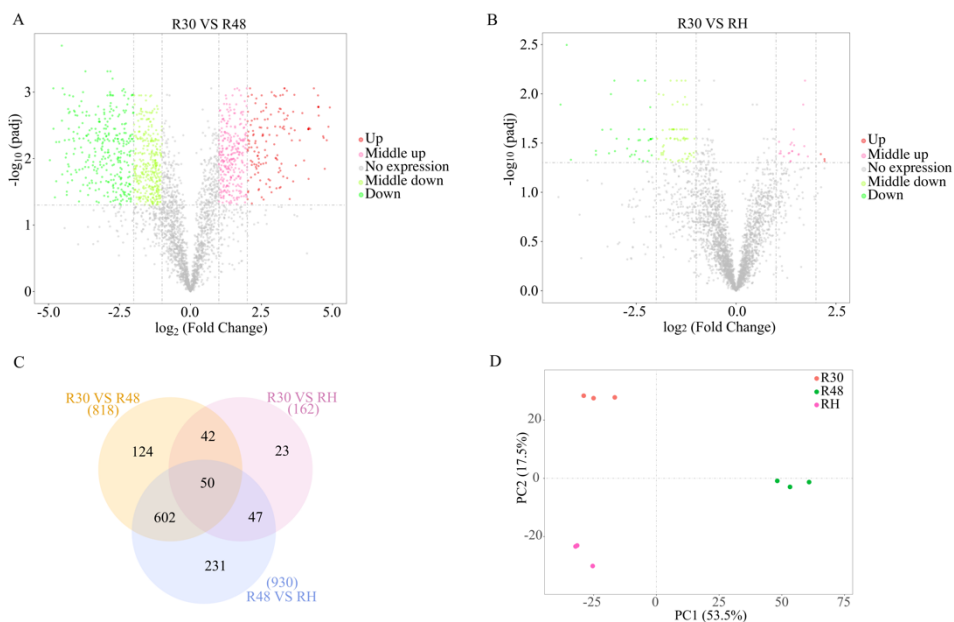 A
R30 VS R48
-log10 (padj)
3
2
1
0
-5.0
-2.5
0.0
2.5
5.0
log2 (Fold Change)
Up
Middle up
No expression
Middle down
Down
B
R30 VS RH
-log10 (padj)
2.5
2.0
1.5
1.0
0.5
0.0
-2.5
0.0
2.5
log2 (Fold Change)
Up
Middle up
No expression
Middle down
Down
C
R30 VS R48
(818)
R30 VS RH
(162)
124
42
23
50
602
47
231
(930)
R48 VS RH
D
R30
R48
RH
PC2 (17.5%)
20
0
-20
-25
0
25
50
75
PC1 (53.5%)